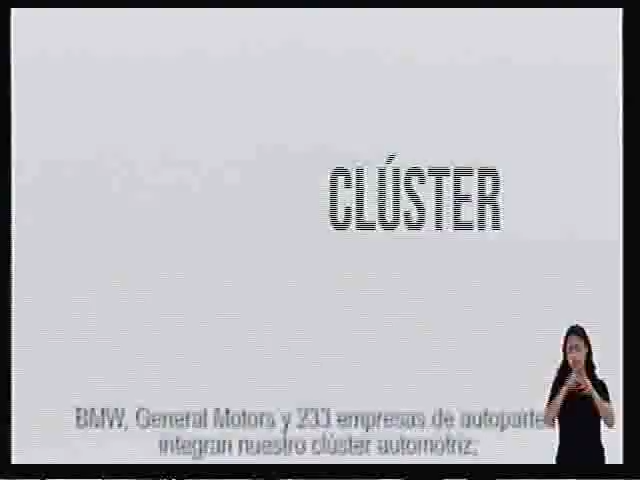 CLÚSTER
BMW, General Motors y 233 empresas de autopartes
integran nuestro clúster automotriz;